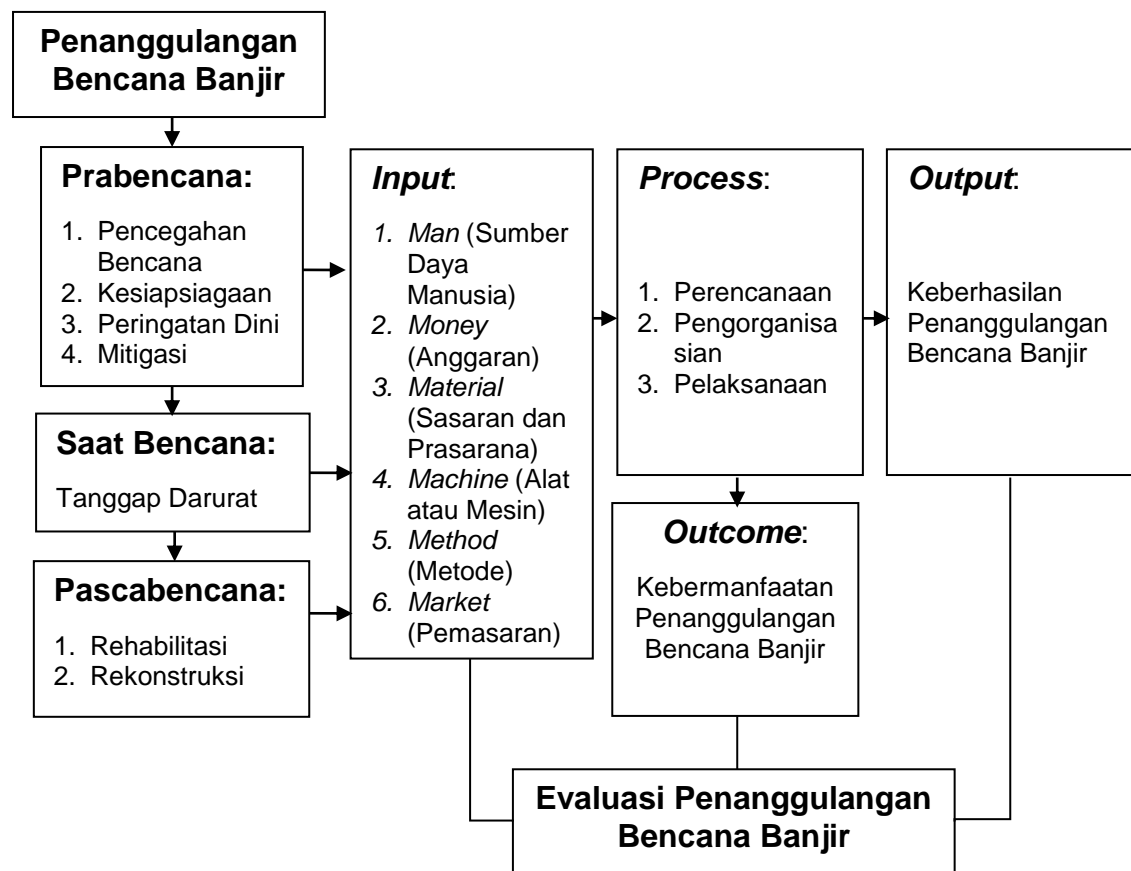 Penanggulangan
Bencana Banjir
Prabencana:
1. Pencegahan
Bencana
2. Kesiapsiagaan
3. Peringatan Dini
4. Mitigasi
Saat Bencana:
Tanggap Darurat
Pascabencana:
1. Rehabilitasi
2. Rekonstruksi
Input:
1. Man (Sumber
Daya
Manusia)
2. Money
(Anggaran)
3. Material
(Sasaran dan
Prasarana)
4. Machine (Alat
atau Mesin)
5. Method
(Metode)
6. Market
(Pemasaran)
Process:
1. Perencanaan
2. Pengorganisa
sian
3. Pelaksanaan
Output:
Keberhasilan
Penanggulangan
Bencana Banjir
Outcome:
Kebermanfaatan
Penanggulangan
Bencana Banjir
Evaluasi Penanggulangan
Bencana Banjir